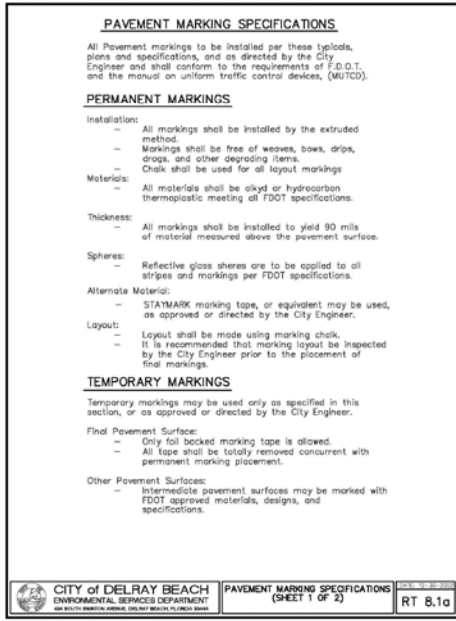 PAVEMENT MARKING SPECIFICATIONS
All Pavement markings to be installed per these typicals,
plans and specifications, and as directed by the City
Engineer and shall conform to the requirements of F.D.O.T.
and the manual on uniform traffic control devices, (MUTCD).
PERMANENT MARKINGS
Installation:
– All markings shall be installed by the extruded
method.
– Markings shall be free of weaves, bows, drips,
drags, and other degrading items.
– Chalk shall be used for all layout markings
Materials:
– All materials shall be alkyd or hydrocarbon
thermoplastic meeting all FDOT specifications.
Thickness:
– All markings shall be installed to yield 90 mils
of material measured above the pavement surface.
Spheres:
– Reflective glass sheres are to be applied to all
stripes and markings per FDOT specifications.
Alternate Material:
– STAYMARK marking tape, or equivalent may be used,
as approved or directed by the City Engineer.
Layout:
– Layout shall be made using marking chalk.
– It is recommended that marking layout be inspected
by the City Engineer prior to the placement of
final markings.
TEMPORARY MARKINGS
Temporary markings may be used only as specified in this
section, or as approved or directed by the City Engineer.
Final Pavement Surface:
– Only foil backed marking tape is allowed.
– All tape shall be totally removed concurrent with
permanent marking placement.
Other Pavement Surfaces:
– Intermediate pavement surfaces may be marked with
FDOT approved materials, designs, and
specifications.
CITY of DELRAY BEACH
ENVIRONMENTAL SERVICES DEPARTMENT
434 SOUTH SWINTON AVENUE, DELRAY BEACH, FLORIDA 33444
PAVEMENT MARKING SPECIFICATIONS
(SHEET 1 OF 2)
RT 8.1a